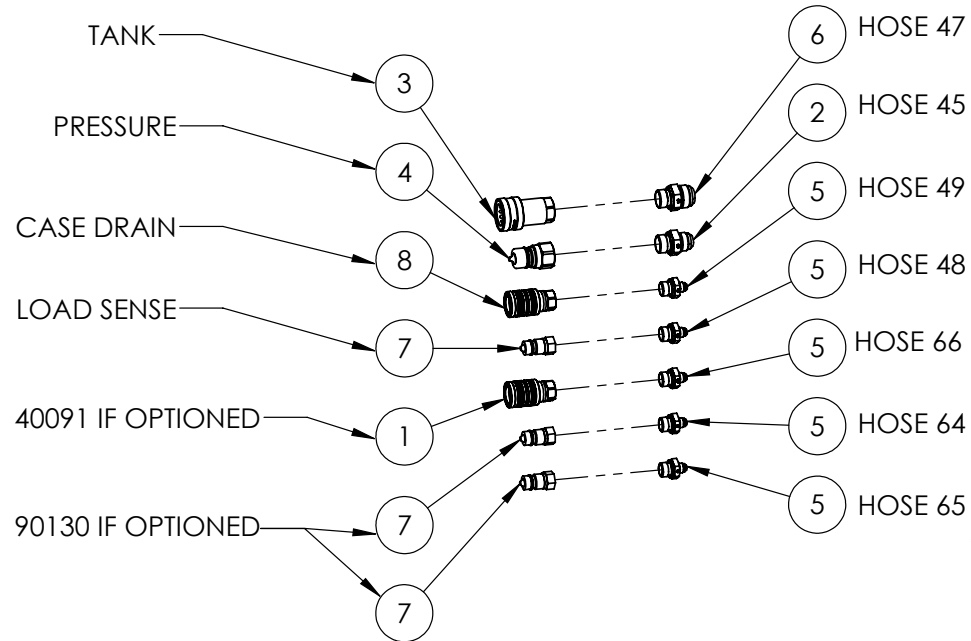 TANK
3
6
HOSE 47
PRESSURE
4
2
HOSE 45
CASE DRAIN
8
5
HOSE 49
LOAD SENSE
7
5
HOSE 48
40091 IF OPTIONED
1
5
HOSE 66
90130 IF OPTIONED
7
5
HOSE 64
7
5
HOSE 65